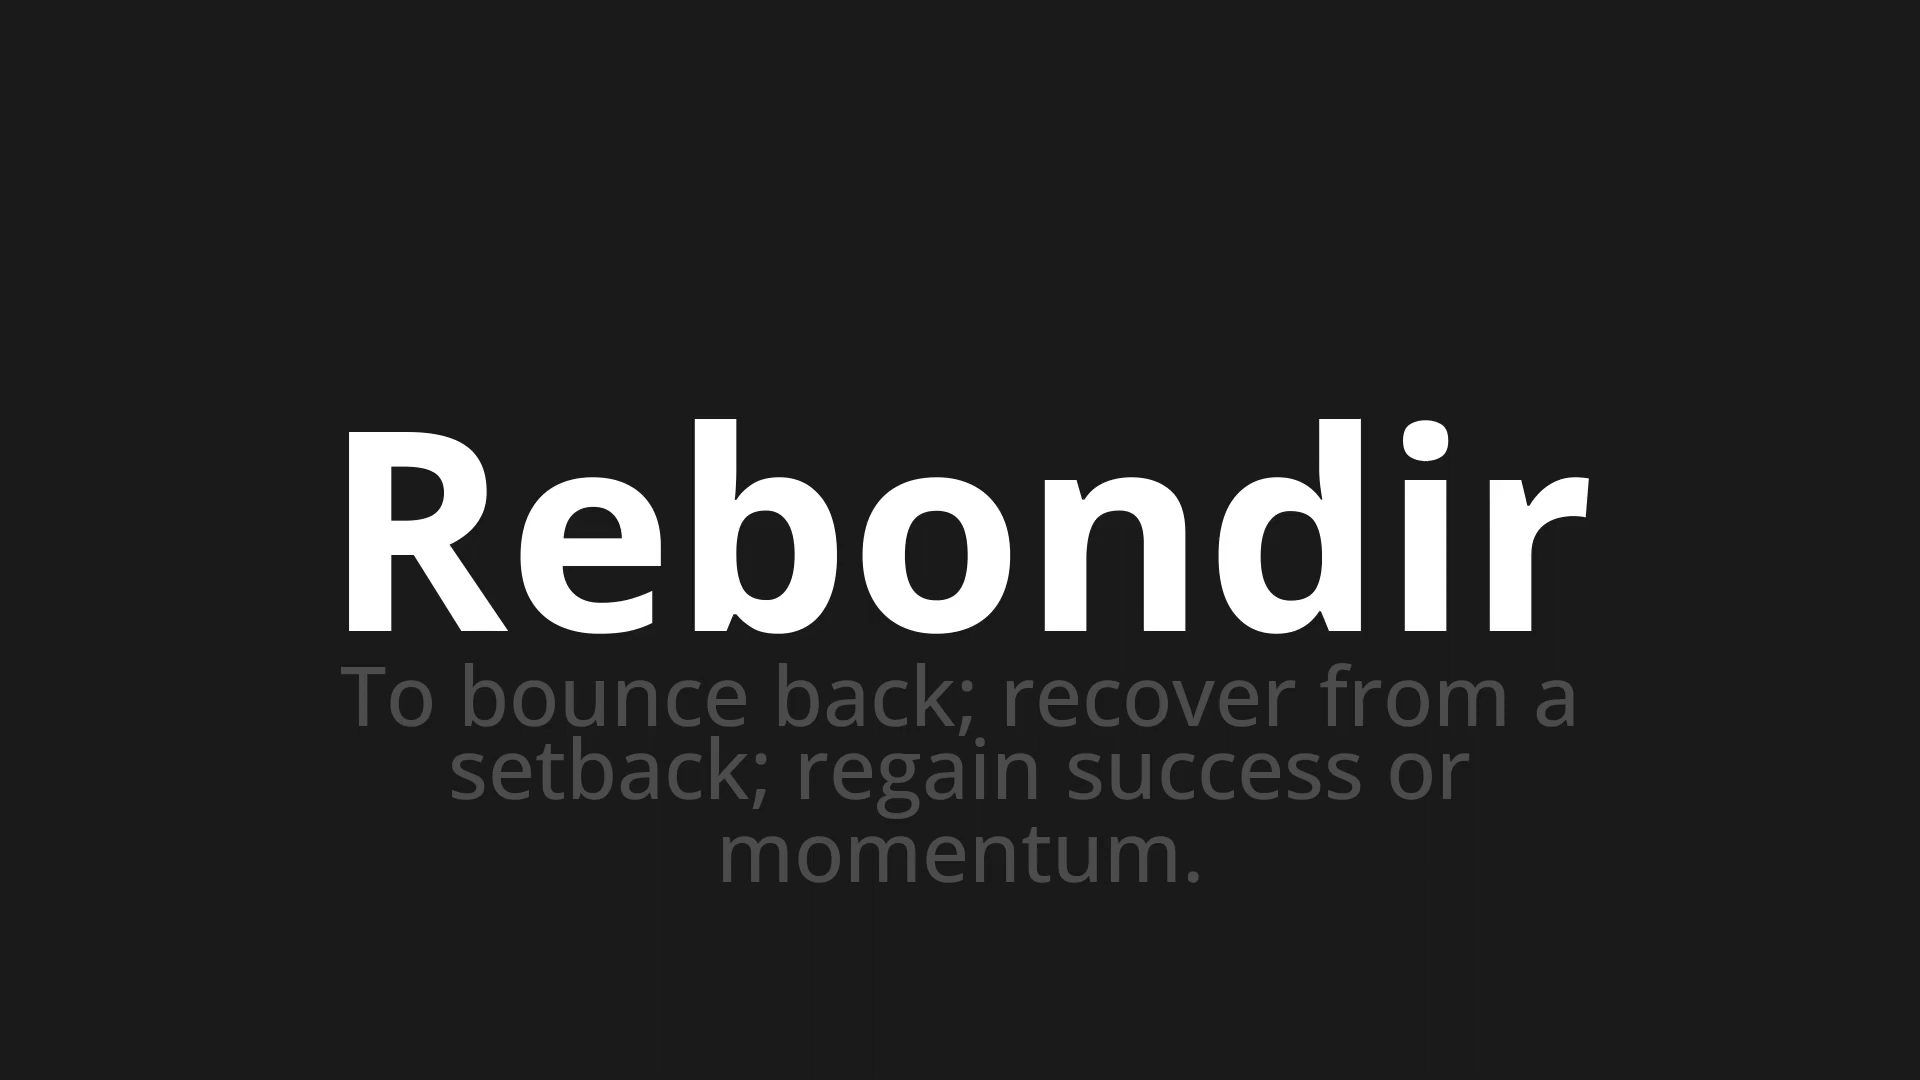 Rebondir
To bounce back; recover from a
setback; regain success or
momentum.